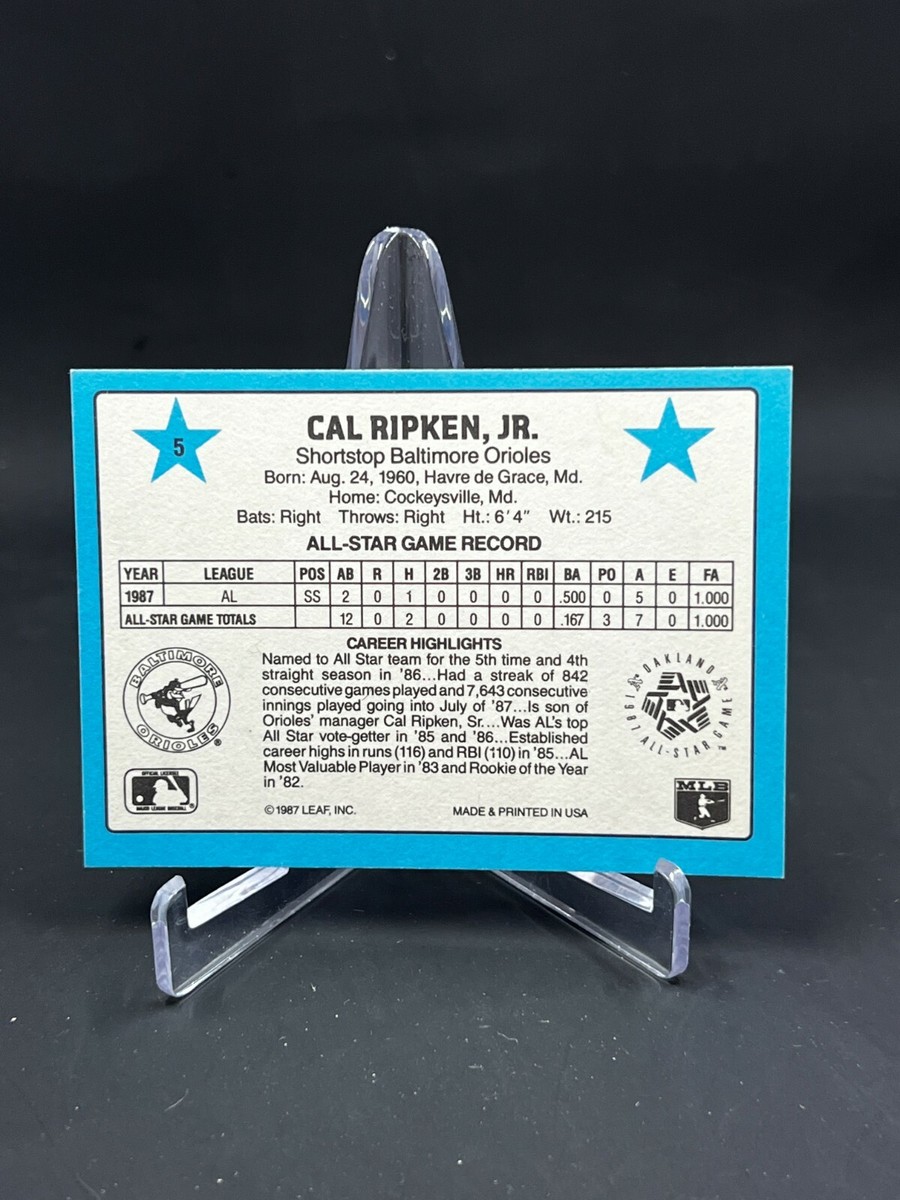 5
CAL RIPKEN, JR.
Shortstop Baltimore Orioles
Born: Aug. 24, 1960, Havre de Grace, Md.
Home: Cockeysville, Md.
Bats: Right Throws: Right Ht.: 6'4" Wt.: 215
ALL-STAR GAME RECORD
YEAR LEAGUE POS AB R H 2B 3B HR RBI BA PO A E FA
1987 AL SS 2 0 1 0 0 0 0 .500 0 5 0 1.000
ALL-STAR GAME TOTALS 12 0 2 0 0 0 0 .167 3 7 0 1.000
CAREER HIGHLIGHTS
Named to All Star team for the 5th time and 4th
straight season in '86...Had a streak of 842
consecutive games played and 7,643 consecutive
innings played going into July of '87...Is son of
Orioles' manager Cal Ripken, Sr....Was AL's top
All Star vote-getter in '85 and '86...Established
career highs in runs (116) and RBI (110) in '85...AL
Most Valuable Player in '83 and Rookie of the Year
in '82.
BALTIMORE
ORIOLES®
OAKLAND
1987 ALL-STAR GAME
OFFICIAL LICENSEE
MAJOR LEAGUE BASEBALL
®
MLB
© 1987 LEAF, INC. MADE & PRINTED IN USA